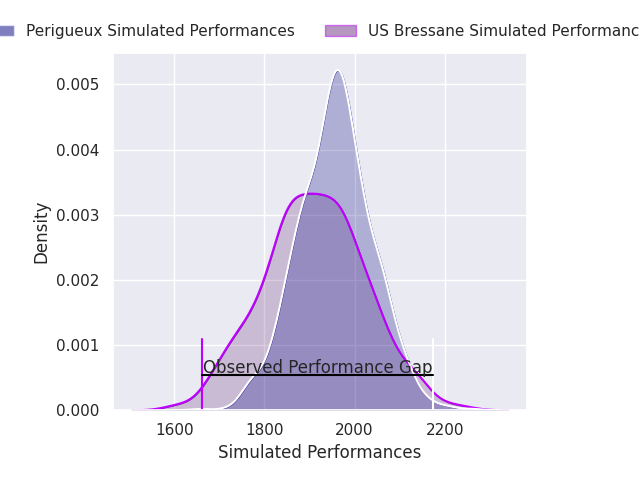 Perigueux Simulated Performances US Bressane Simulated Performanc
0.005
0.004
0.003
0.002
0.001
0.000
Density
Observed Performance Gap
1600 1800 2000 2200
Simulated Performances